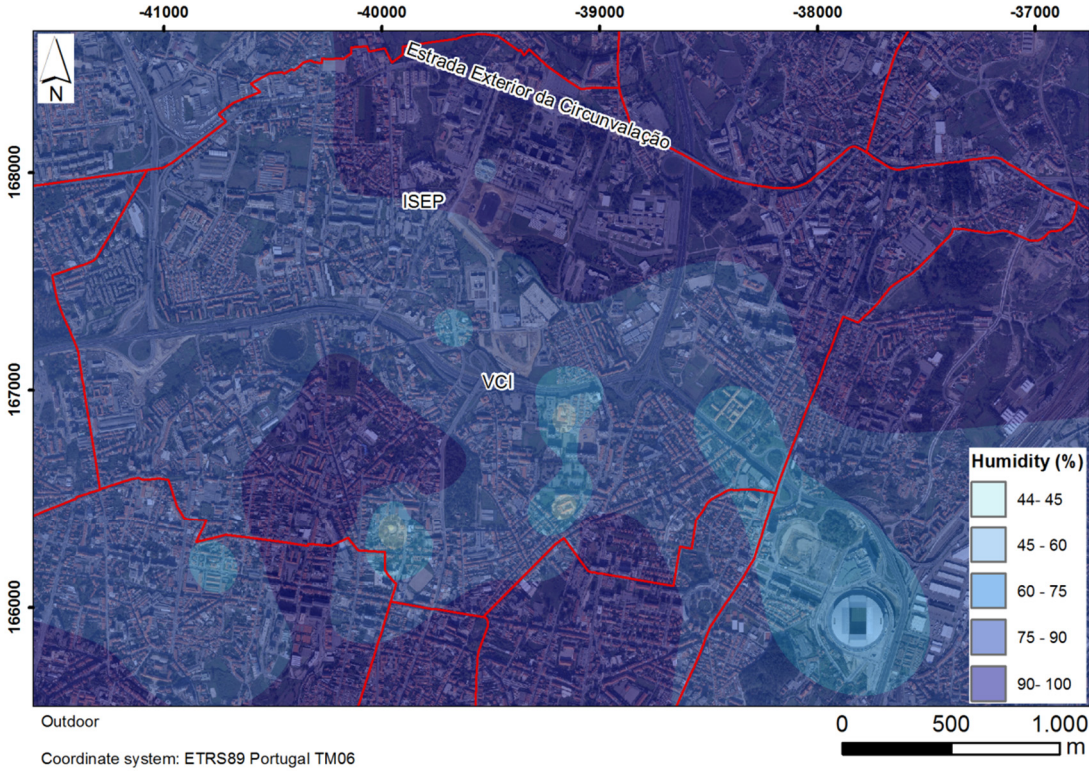 -41000
-40000
-39000
-38000
-37000
168000
167000
166000
N
Estrada Exterior da Circunvalação
ISEP
VCI
Humidity (%)
44- 45
45 - 60
60 - 75
75 - 90
90- 100
Outdoor
Coordinate system: ETRS89 Portugal TM06
0
500
1.000
m